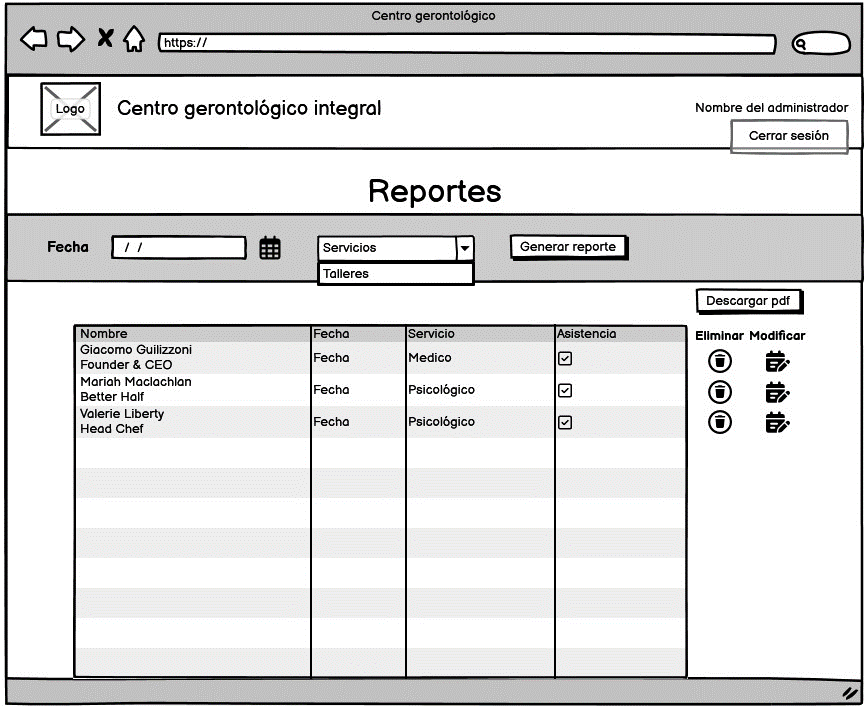 Centro gerontológico
https://
Logo
Centro gerontológico integral
Nombre del administrador
Cerrar sesión
Reportes
Fecha
/ /
Servicios
Generar reporte
Talleres
Descargar pdf
Nombre Fecha Servicio Asistencia
Eliminar Modificar
Giacomo Guilizzoni
Founder & CEO
Fecha Medico
Mariah Maclachlan
Better Half
Fecha Psicológico
Valerie Liberty
Head Chef
Fecha Psicológico